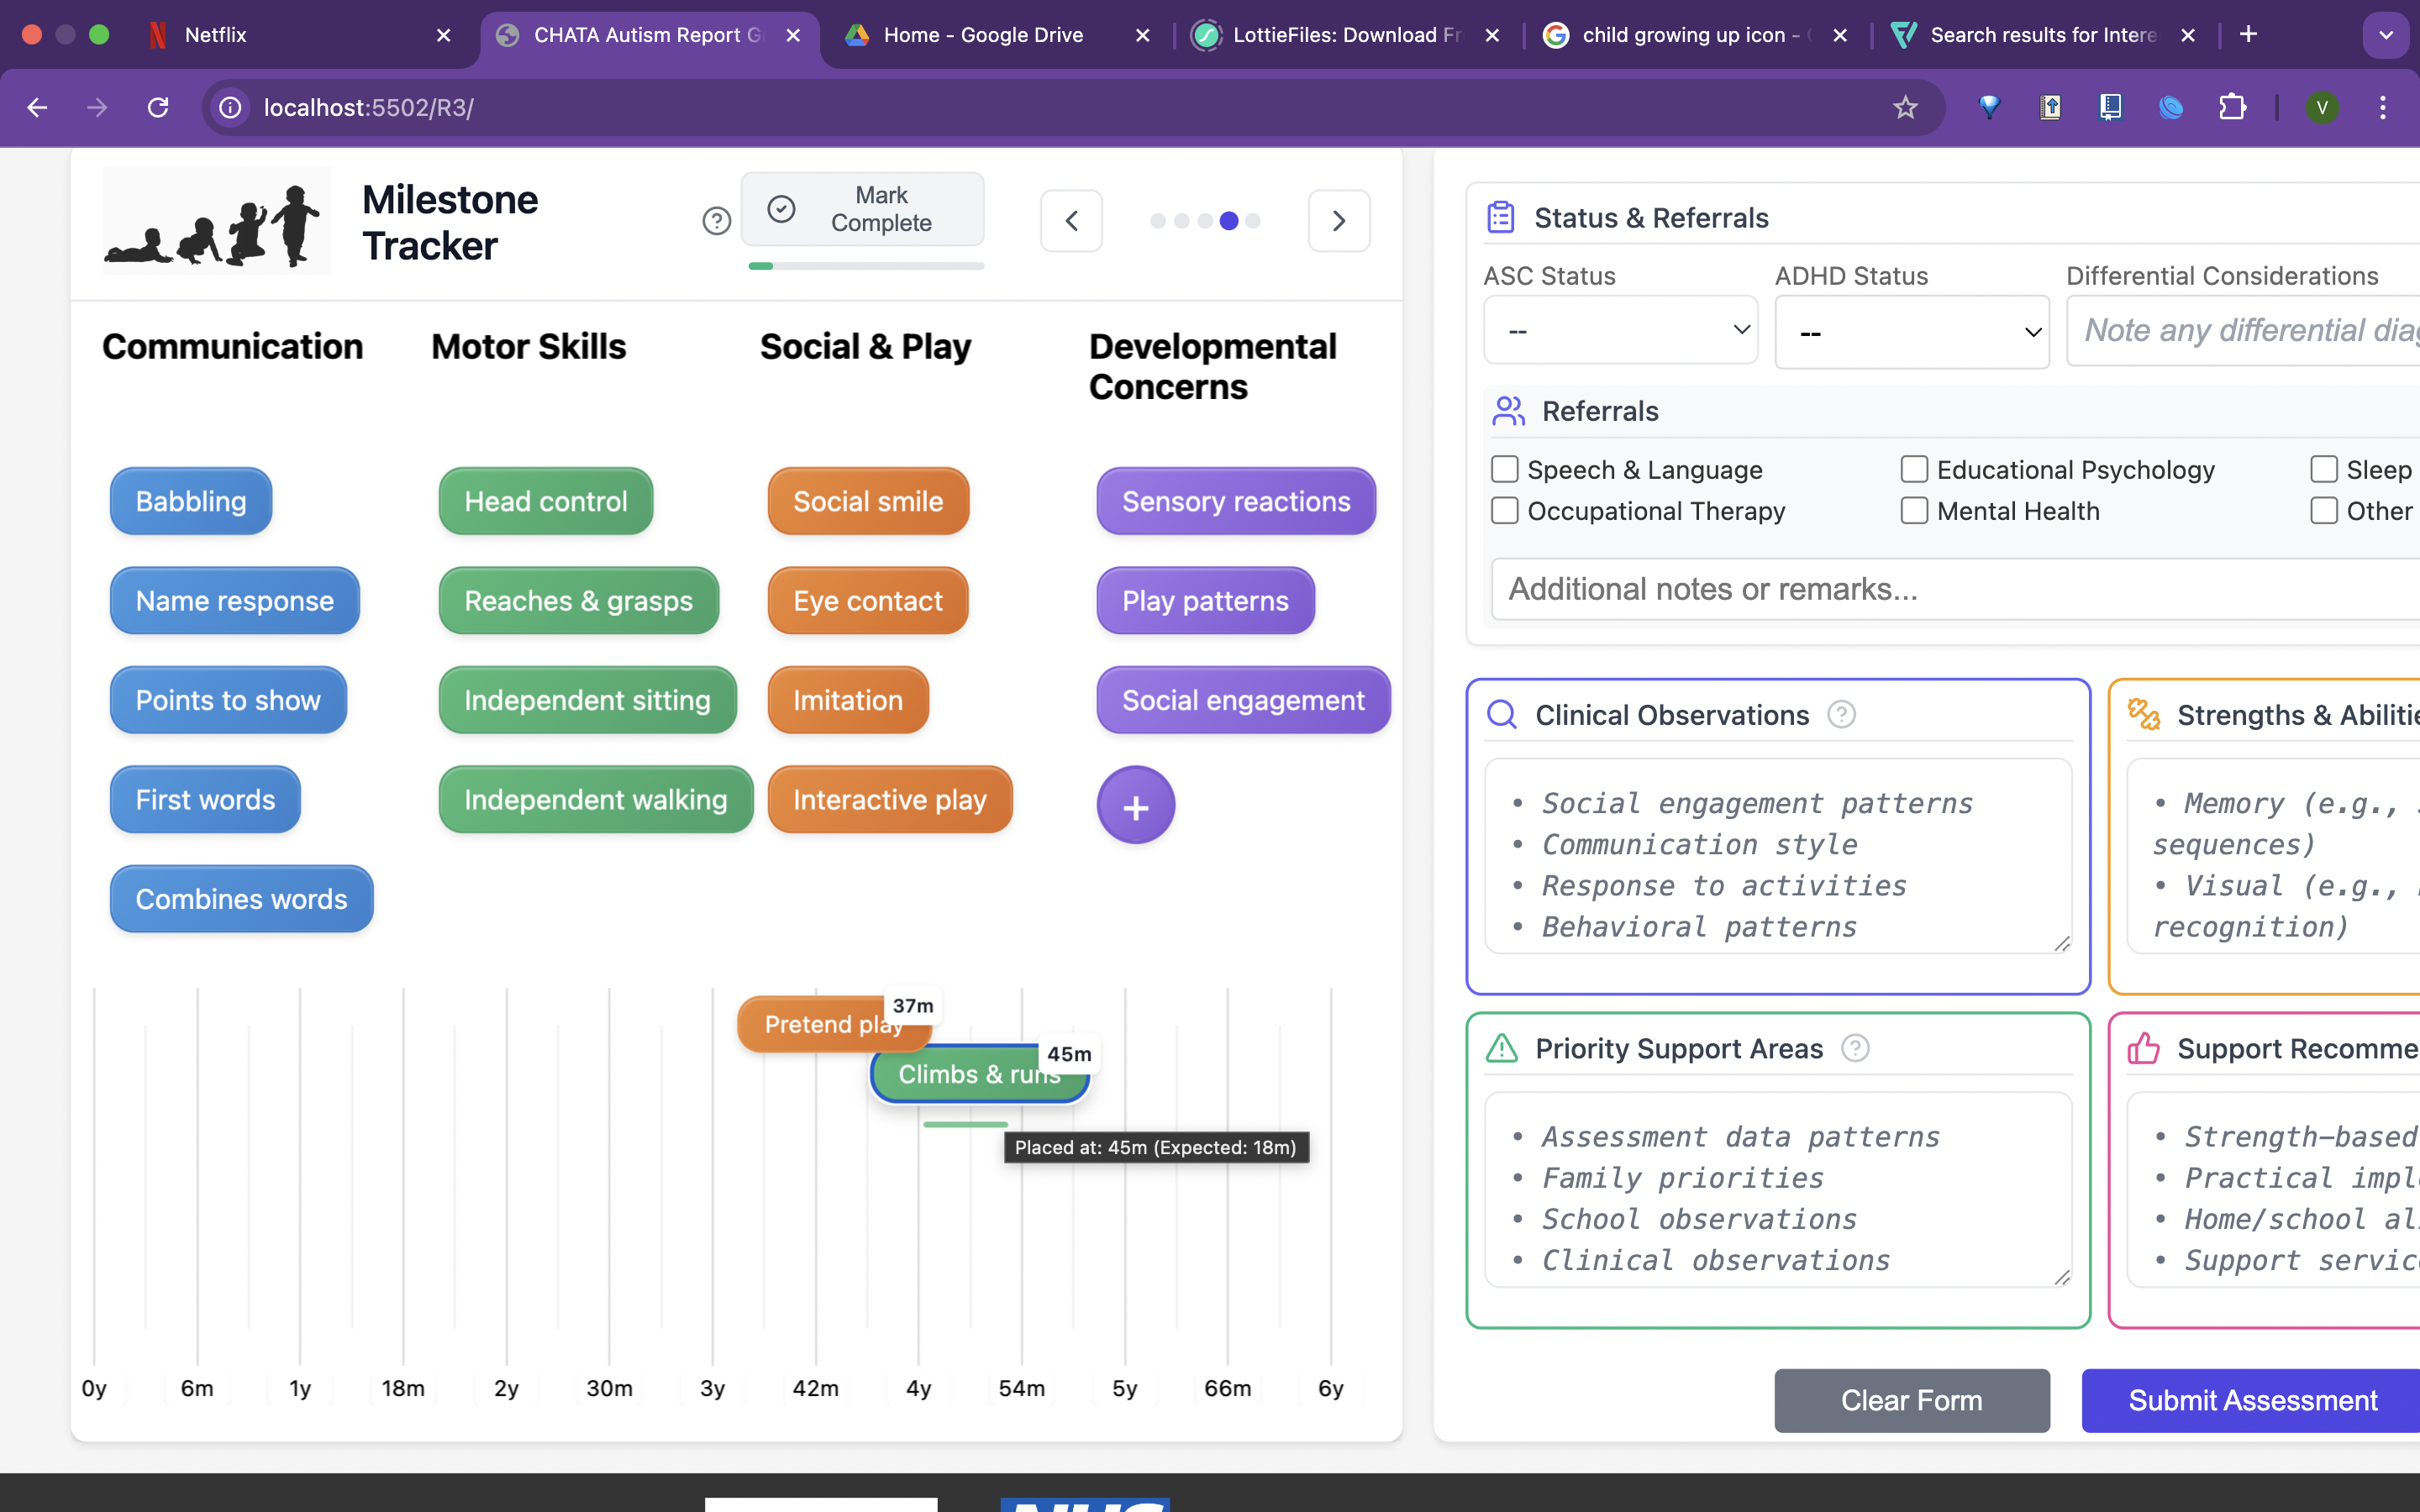 Netflix
CHATA Autism Report G
Home - Google Drive
LottieFiles: Download Fr
child growing up icon -
Search results for Intere
localhost:5502/R3/
V
Milestone
Tracker
Mark
Complete
Communication
Motor Skills
Social & Play
Developmental
Concerns
Babbling
Head control
Social smile
Sensory reactions
Name response
Reaches & grasps
Eye contact
Play patterns
Points to show
Independent sitting
Imitation
Social engagement
First words
Independent walking
Interactive play
+
Combines words
Pretend play
37m
Climbs & runs
45m
Placed at: 45m (Expected: 18m)
0y
6m
1y
18m
2y
30m
3y
42m
4y
54m
5y
66m
6y
Status & Referrals
ASC Status
ADHD Status
Differential Considerations
--
--
Note any differential diag
Referrals
Speech & Language
Educational Psychology
Sleep
Occupational Therapy
Mental Health
Other
Additional notes or remarks...
Clinical Observations
• Social engagement patterns
• Communication style
• Response to activities
• Behavioral patterns
Strengths & Abilitie
• Memory (e.g.,
sequences)
• Visual (e.g.,
recognition)
Priority Support Areas
• Assessment data patterns
• Family priorities
• School observations
• Clinical observations
Support Recomme
• Strength-based
• Practical impl
• Home/school al
• Support servic
Clear Form
Submit Assessment
NHS